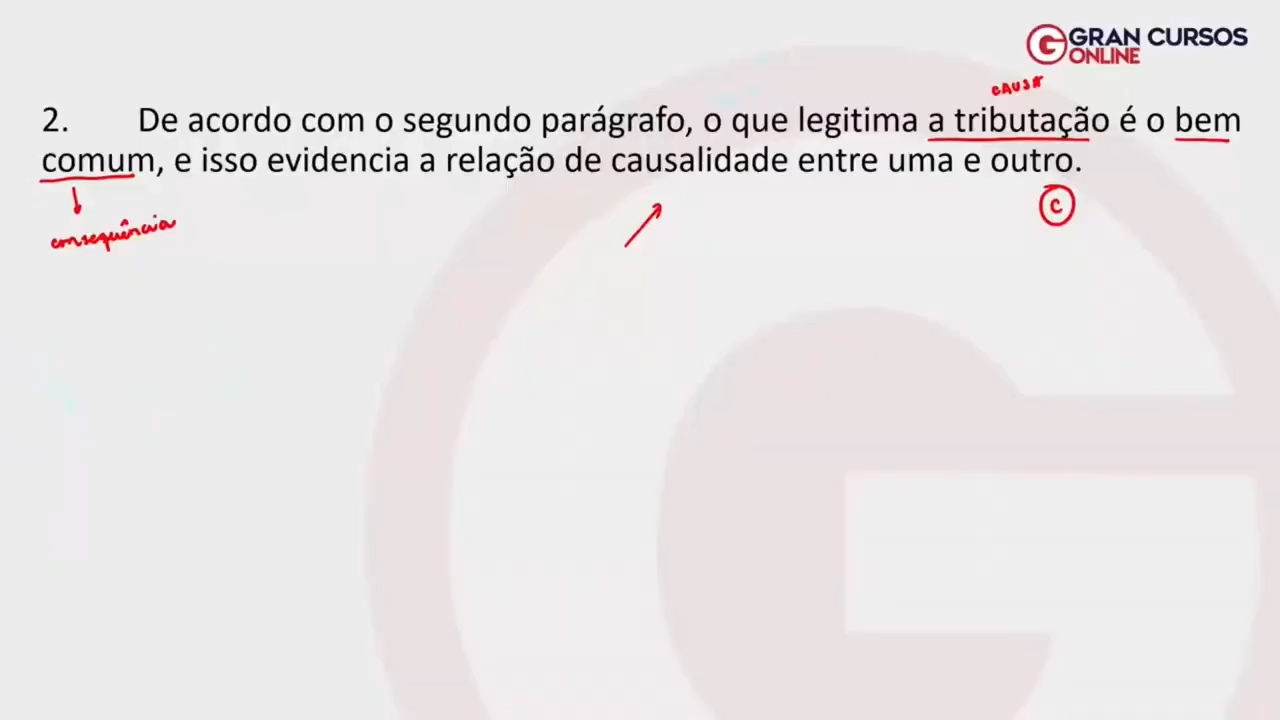 GRAN CURSOS
ONLINE
CAUSA
2. De acordo com o segundo parágrafo, o que legitima a tributação é o bem
comum, e isso evidencia a relação de causalidade entre uma e outro.
C
consequência